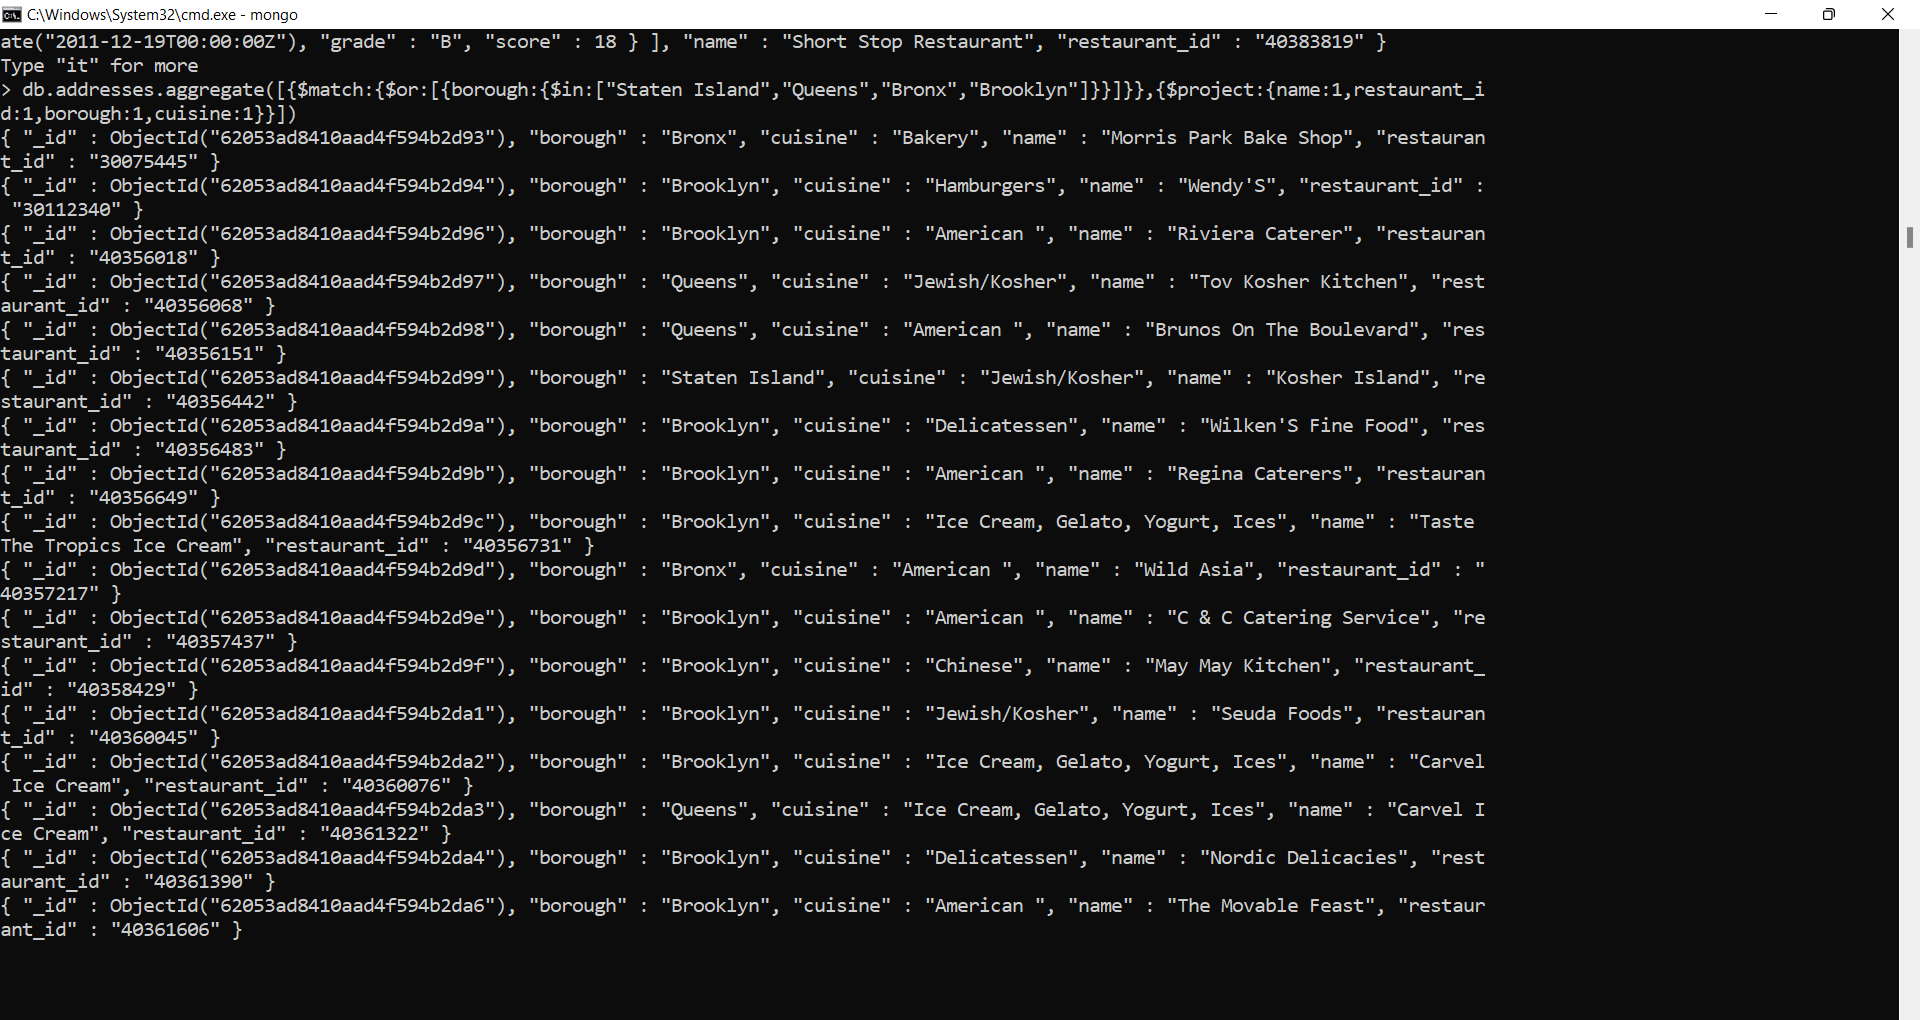 C:\Windows\System32\cmd.exe - mongo
ate("2011-12-19T00:00:00Z"), "grade" : "B", "score" : 18 } ], "name" : "Short Stop Restaurant", "restaurant_id" : "40383819" }
Type "it" for more
> db.addresses.aggregate([{$match:{$or:[{borough:{$in:["Staten Island","Queens","Bronx","Brooklyn"]}}]}},{$project:{name:1,restaurant_i
d:1,borough:1,cuisine:1}}])
{ "_id" : ObjectId("62053ad8410aad4f594b2d93"), "borough" : "Bronx", "cuisine" : "Bakery", "name" : "Morris Park Bake Shop", "restauran
t_id" : "30075445" }
{ "_id" : ObjectId("62053ad8410aad4f594b2d94"), "borough" : "Brooklyn", "cuisine" : "Hamburgers", "name" : "Wendy'S", "restaurant_id" :
 "30112340" }
{ "_id" : ObjectId("62053ad8410aad4f594b2d96"), "borough" : "Brooklyn", "cuisine" : "American ", "name" : "Riviera Caterer", "restauran
t_id" : "40356018" }
{ "_id" : ObjectId("62053ad8410aad4f594b2d97"), "borough" : "Queens", "cuisine" : "Jewish/Kosher", "name" : "Tov Kosher Kitchen", "rest
aurant_id" : "40356068" }
{ "_id" : ObjectId("62053ad8410aad4f594b2d98"), "borough" : "Queens", "cuisine" : "American ", "name" : "Brunos On The Boulevard", "res
taurant_id" : "40356151" }
{ "_id" : ObjectId("62053ad8410aad4f594b2d99"), "borough" : "Staten Island", "cuisine" : "Jewish/Kosher", "name" : "Kosher Island", "re
staurant_id" : "40356442" }
{ "_id" : ObjectId("62053ad8410aad4f594b2d9a"), "borough" : "Brooklyn", "cuisine" : "Delicatessen", "name" : "Wilken'S Fine Food", "res
taurant_id" : "40356483" }
{ "_id" : ObjectId("62053ad8410aad4f594b2d9b"), "borough" : "Brooklyn", "cuisine" : "American ", "name" : "Regina Caterers", "restauran
t_id" : "40356649" }
{ "_id" : ObjectId("62053ad8410aad4f594b2d9c"), "borough" : "Brooklyn", "cuisine" : "Ice Cream, Gelato, Yogurt, Ices", "name" : "Taste
The Tropics Ice Cream", "restaurant_id" : "40356731" }
{ "_id" : ObjectId("62053ad8410aad4f594b2d9d"), "borough" : "Bronx", "cuisine" : "American ", "name" : "Wild Asia", "restaurant_id" : "
40357217" }
{ "_id" : ObjectId("62053ad8410aad4f594b2d9e"), "borough" : "Brooklyn", "cuisine" : "American ", "name" : "C & C Catering Service", "re
staurant_id" : "40357437" }
{ "_id" : ObjectId("62053ad8410aad4f594b2d9f"), "borough" : "Brooklyn", "cuisine" : "Chinese", "name" : "May May Kitchen", "restaurant_
id" : "40358429" }
{ "_id" : ObjectId("62053ad8410aad4f594b2da1"), "borough" : "Brooklyn", "cuisine" : "Jewish/Kosher", "name" : "Seuda Foods", "restauran
t_id" : "40360045" }
{ "_id" : ObjectId("62053ad8410aad4f594b2da2"), "borough" : "Brooklyn", "cuisine" : "Ice Cream, Gelato, Yogurt, Ices", "name" : "Carvel
 Ice Cream", "restaurant_id" : "40360076" }
{ "_id" : ObjectId("62053ad8410aad4f594b2da3"), "borough" : "Queens", "cuisine" : "Ice Cream, Gelato, Yogurt, Ices", "name" : "Carvel I
ce Cream", "restaurant_id" : "40361322" }
{ "_id" : ObjectId("62053ad8410aad4f594b2da4"), "borough" : "Brooklyn", "cuisine" : "Delicatessen", "name" : "Nordic Delicacies", "rest
aurant_id" : "40361390" }
{ "_id" : ObjectId("62053ad8410aad4f594b2da6"), "borough" : "Brooklyn", "cuisine" : "American ", "name" : "The Movable Feast", "restaur
ant_id" : "40361606" }